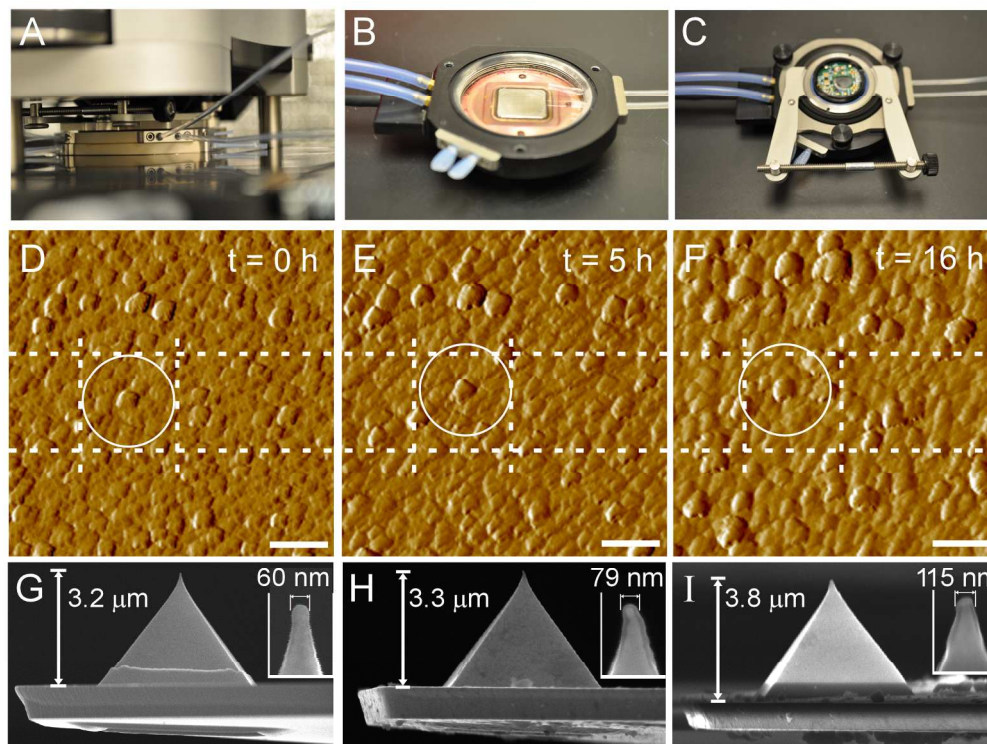 A
B
C
D
t = 0 h
E
t = 5 h
F
t = 16 h
G
3.2 μm
60 nm
H
3.3 μm
79 nm
I
3.8 μm
115 nm